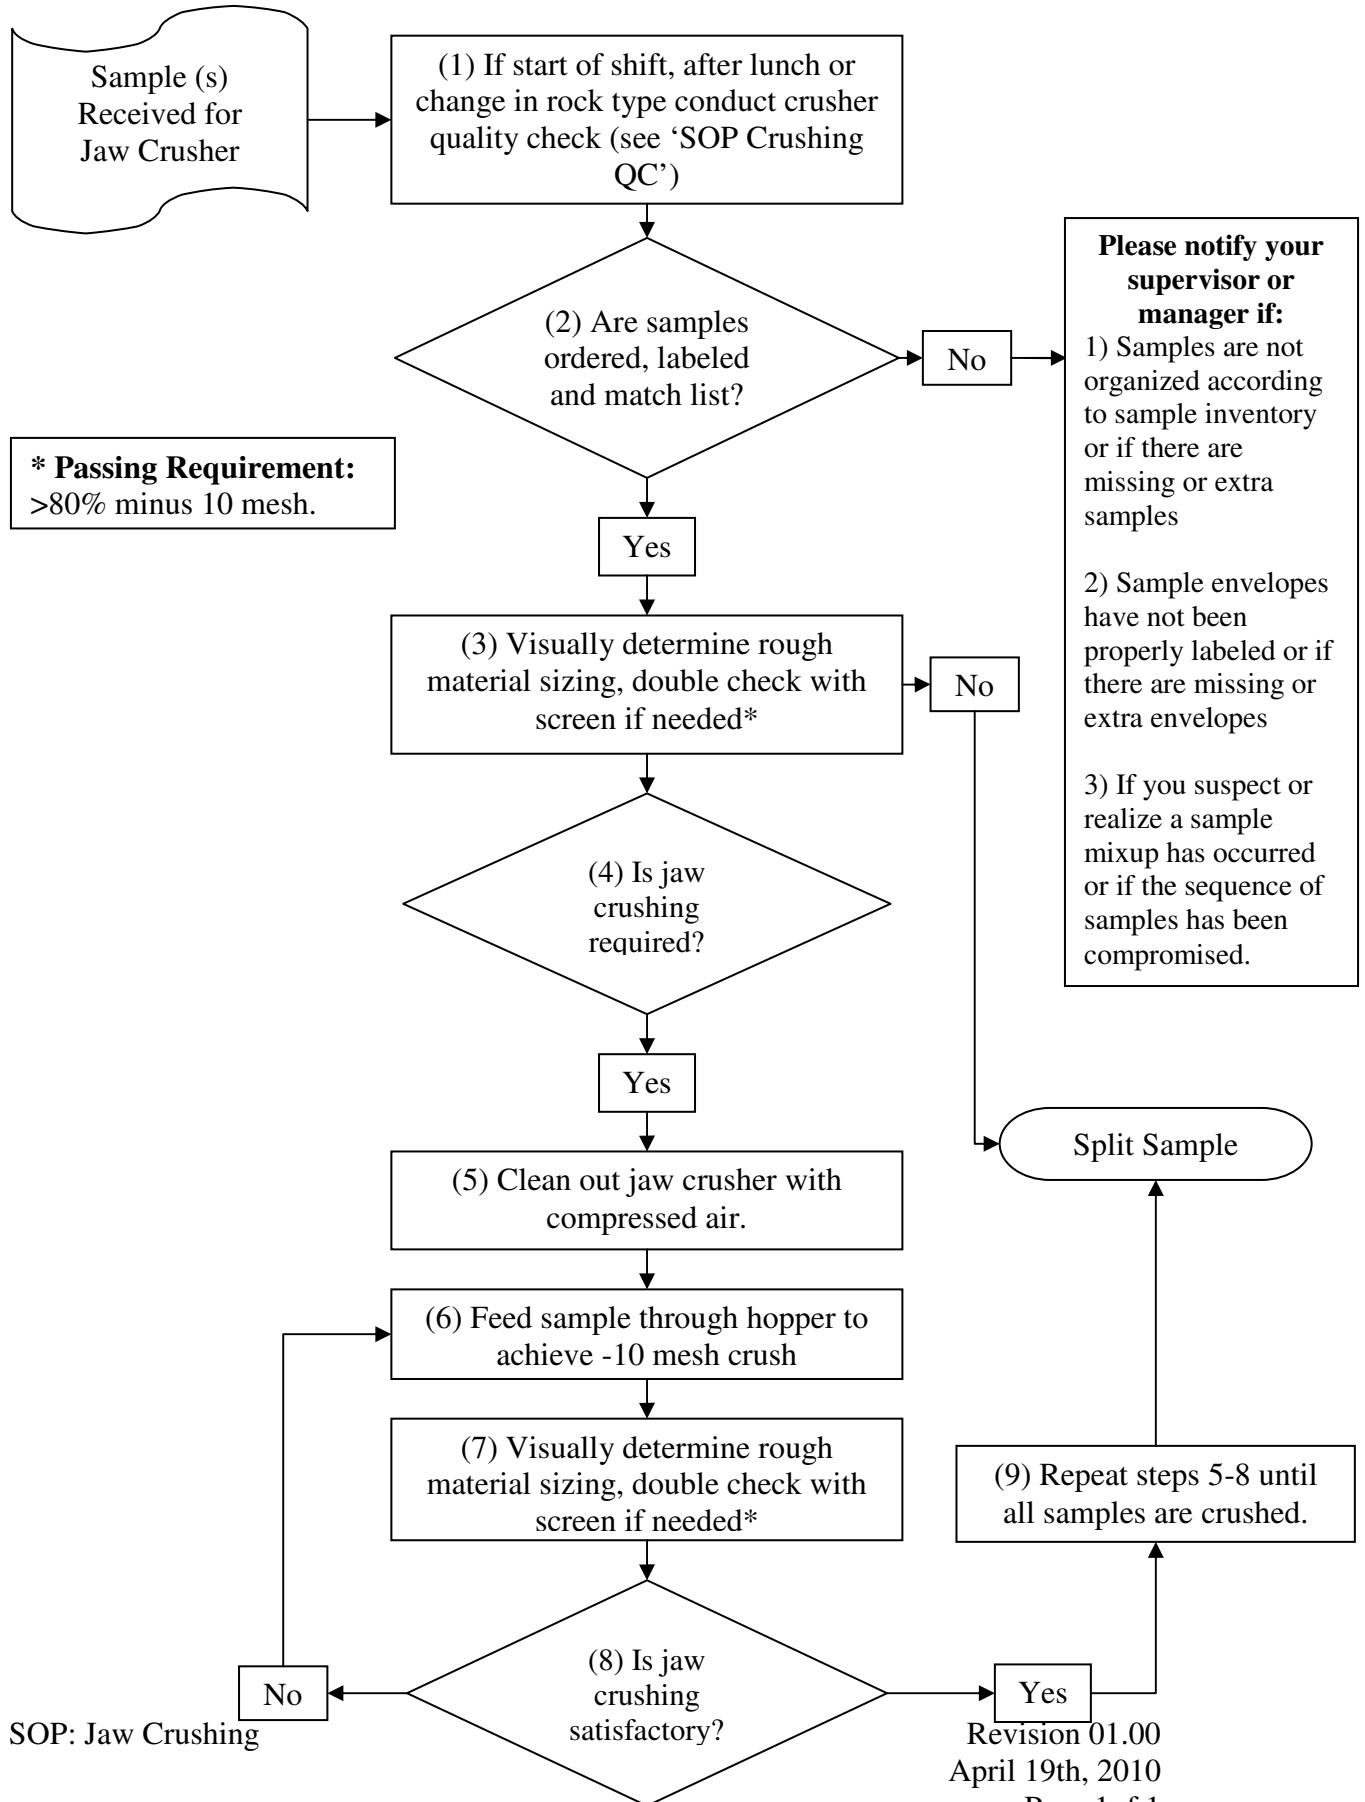 Sample (s)
Received for
Jaw Crusher
(1) If start of shift, after lunch or
change in rock type conduct crusher
quality check (see ‘SOP Crushing
QC’)
(2) Are samples
ordered, labeled
and match list?
No
Please notify your
supervisor or
manager if:
1) Samples are not
organized according
to sample inventory
or if there are
missing or extra
samples
2) Sample envelopes
have not been
properly labeled or if
there are missing or
extra envelopes
3) If you suspect or
realize a sample
mixup has occurred
or if the sequence of
samples has been
compromised.
* Passing Requirement:
>80% minus 10 mesh.
Yes
(3) Visually determine rough
material sizing, double check with
screen if needed*
No
(4) Is jaw
crushing
required?
Yes
Split Sample
(5) Clean out jaw crusher with
compressed air.
(6) Feed sample through hopper to
achieve -10 mesh crush
(7) Visually determine rough
material sizing, double check with
screen if needed*
(9) Repeat steps 5-8 until
all samples are crushed.
(8) Is jaw
crushing
satisfactory?
No
Yes
SOP: Jaw Crushing
Revision 01.00
April 19th, 2010
1 of 1